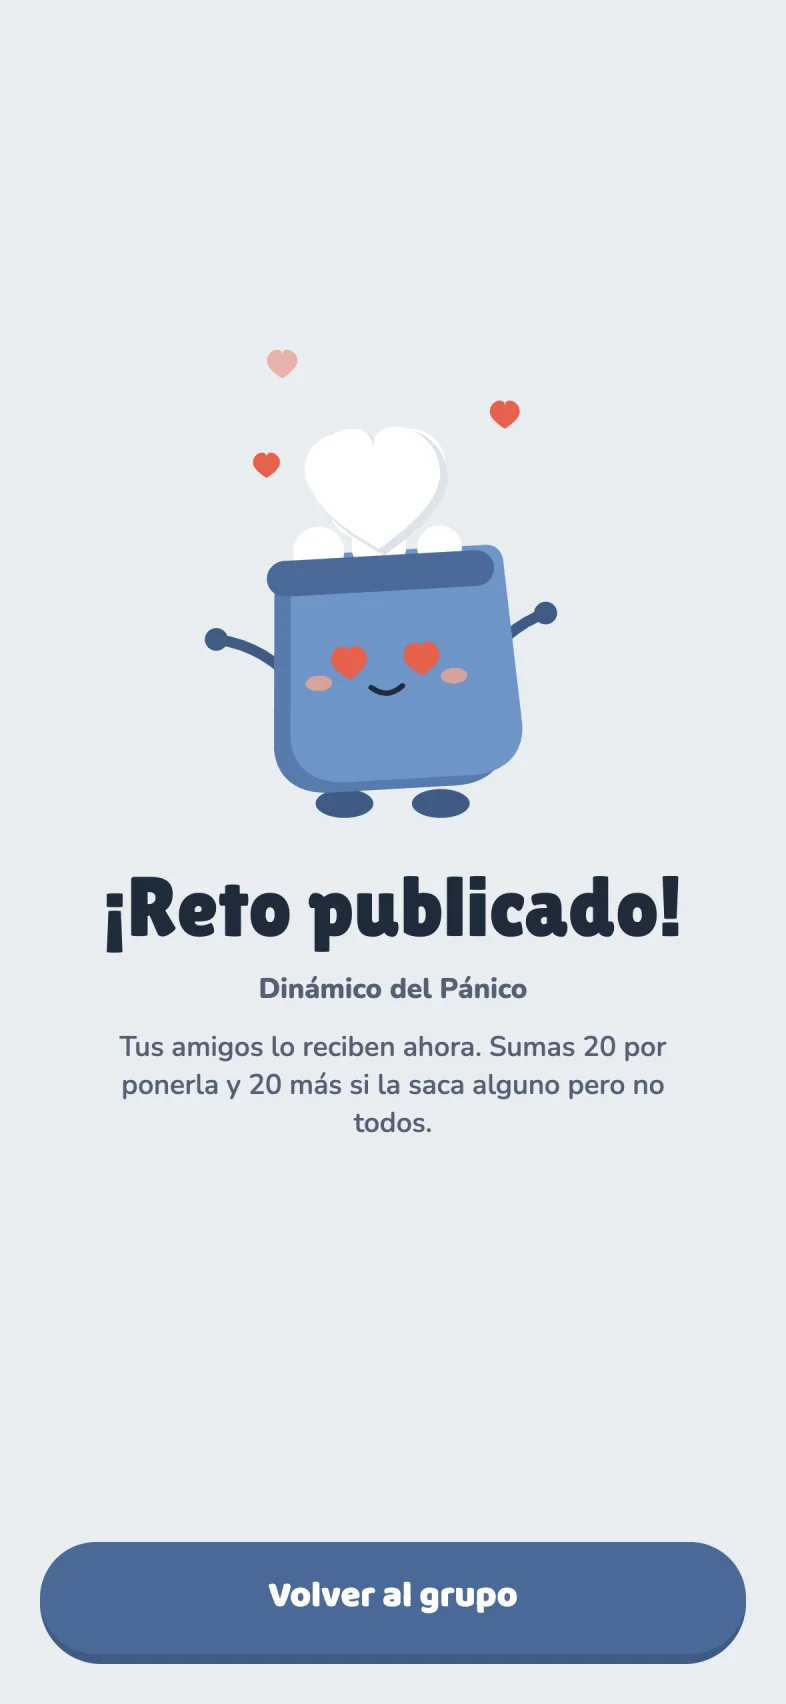 ¡Reto publicado!
Dinámico del Pánico
Tus amigos lo reciben ahora. Sumas 20 por
ponerla y 20 más si la saca alguno pero no
todos.
Volver al grupo